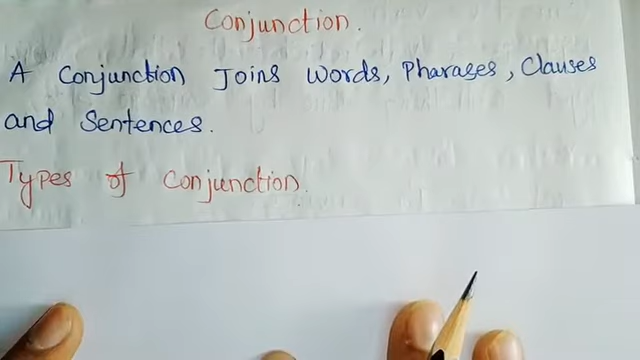 Conjunction.
A Conjunction Joins Words, Pharases, Clauses
and Sentences.
Types of Conjunction.